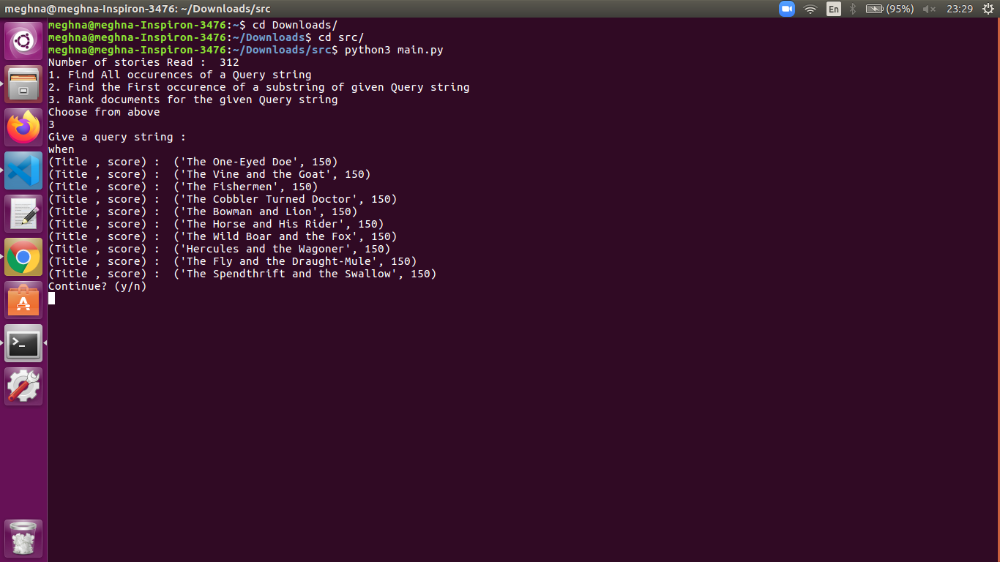 meghna@meghna-Inspiron-3476: ~/Downloads/src
En
(95%)
23:29
meghna@meghna-Inspiron-3476:~$ cd Downloads/
meghna@meghna-Inspiron-3476:~/Downloads$ cd src/
meghna@meghna-Inspiron-3476:~/Downloads/src$ python3 main.py
Number of stories Read :  312
1. Find All occurences of a Query string
2. Find the First occurence of a substring of given Query string
3. Rank documents for the given Query string
Choose from above
3
Give a query string :
when
(Title , score) :  ('The One-Eyed Doe', 150)
(Title , score) :  ('The Vine and the Goat', 150)
(Title , score) :  ('The Fishermen', 150)
(Title , score) :  ('The Cobbler Turned Doctor', 150)
(Title , score) :  ('The Bowman and Lion', 150)
(Title , score) :  ('The Horse and His Rider', 150)
(Title , score) :  ('The Wild Boar and the Fox', 150)
(Title , score) :  ('Hercules and the Wagoner', 150)
(Title , score) :  ('The Fly and the Draught-Mule', 150)
(Title , score) :  ('The Spendthrift and the Swallow', 150)
Continue? (y/n)